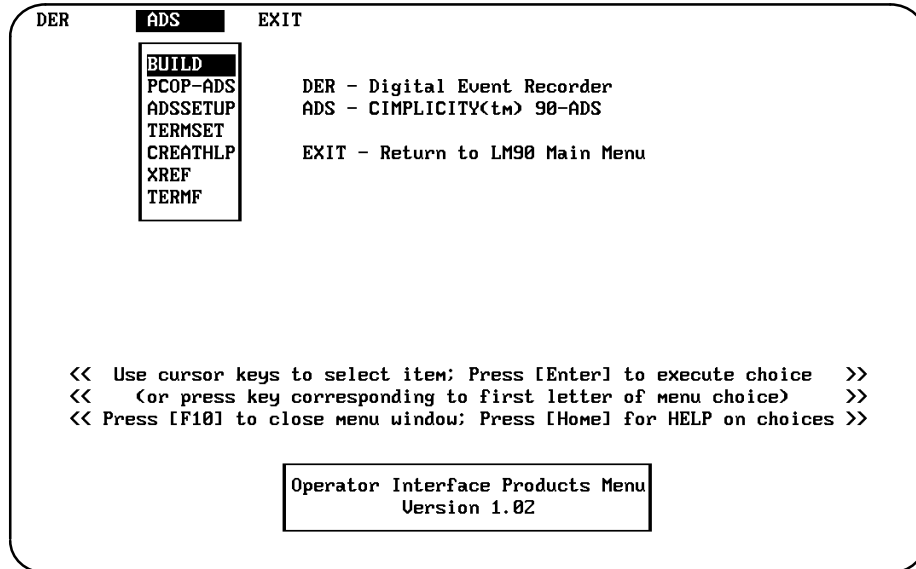 DER ADS EXIT
BUILD
PCOP-ADS DER - Digital Event Recorder
ADSSETUP ADS - CIMPLICITY(tm) 90-ADS
TERMSET
CREATHLP EXIT - Return to LM90 Main Menu
XREF
TERMF
<< Use cursor keys to select item; Press [Enter] to execute choice >>
<< (or press key corresponding to first letter of menu choice) >>
<< Press [F10] to close menu window; Press [Home] for HELP on choices >>
Operator Interface Products Menu
Version 1.02